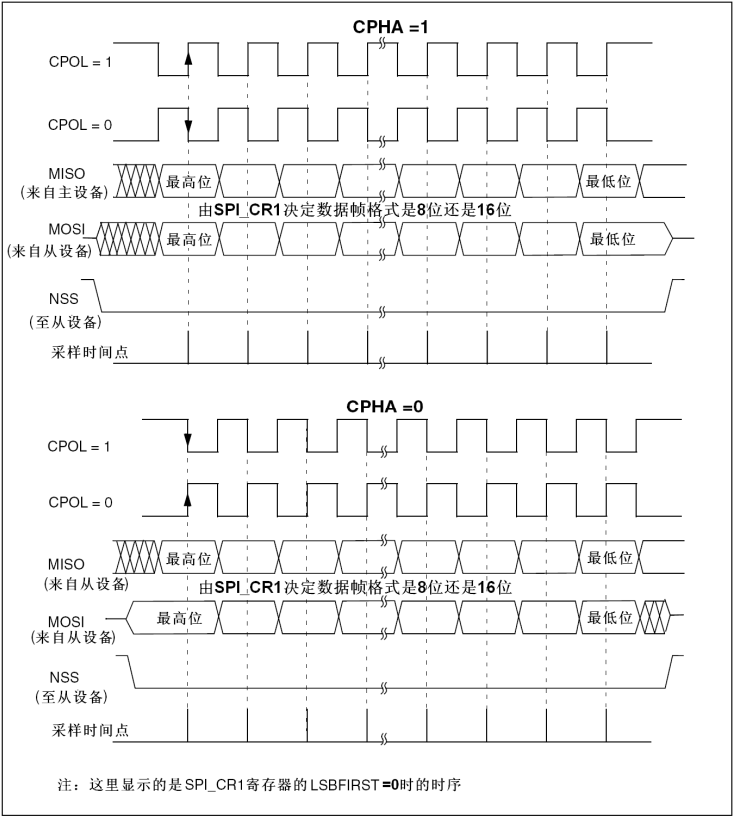 CPHA =1
CPOL = 1
CPOL = 0
MISO
(来自主设备)
最高位
最低位
由SPI_CR1决定数据帧格式是8位还是16位
MOSI
(来自从设备)
最高位
最低位
NSS
(至从设备)
采样时间点
CPHA =0
CPOL = 1
CPOL = 0
MISO
(来自从设备)
最高位
最低位
由SPI_CR1决定数据帧格式是8位还是16位
MOSI
(来自从设备)
最高位
最低位
NSS
(至从设备)
采样时间点
注：这里显示的是SPI_CR1寄存器的LSBFIRST=0时的时序